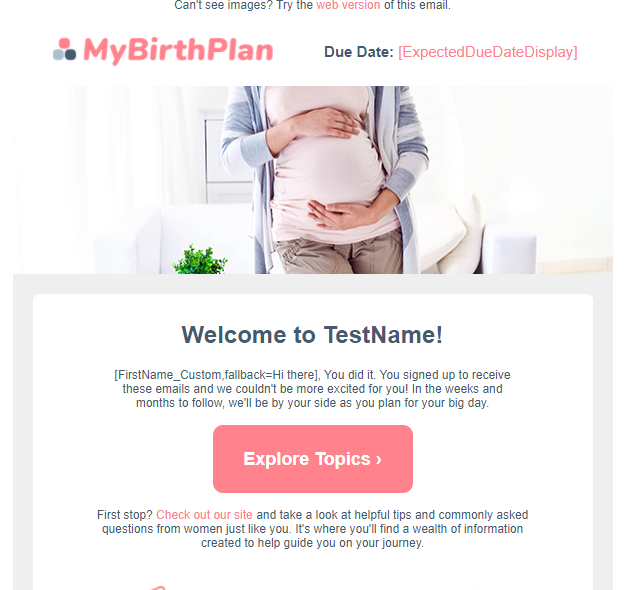 Can't see images? Try the web version of this email.
MyBirthPlan
Due Date: [ExpectedDueDateDisplay]
Welcome to TestName!
[FirstName_Custom,fallback=Hi there], You did it. You signed up to receive
these emails and we couldn't be more excited for you! In the weeks and
months to follow, we'll be by your side as you plan for your big day.
Explore Topics ›
First stop? Check out our site and take a look at helpful tips and commonly asked
questions from women just like you. It's where you'll find a wealth of information
created to help guide you on your journey.